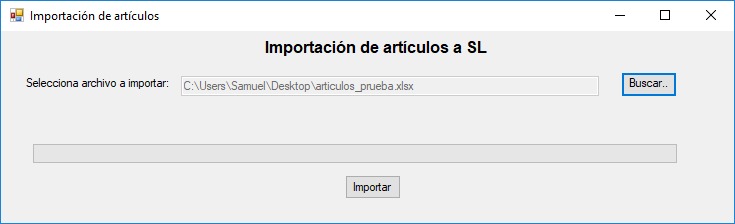 Importación de artículos
Importación de artículos a SL
Selecciona archivo a importar: C:\Users\Samuel\Desktop\articulos_prueba.xlsx Buscar..
Importar